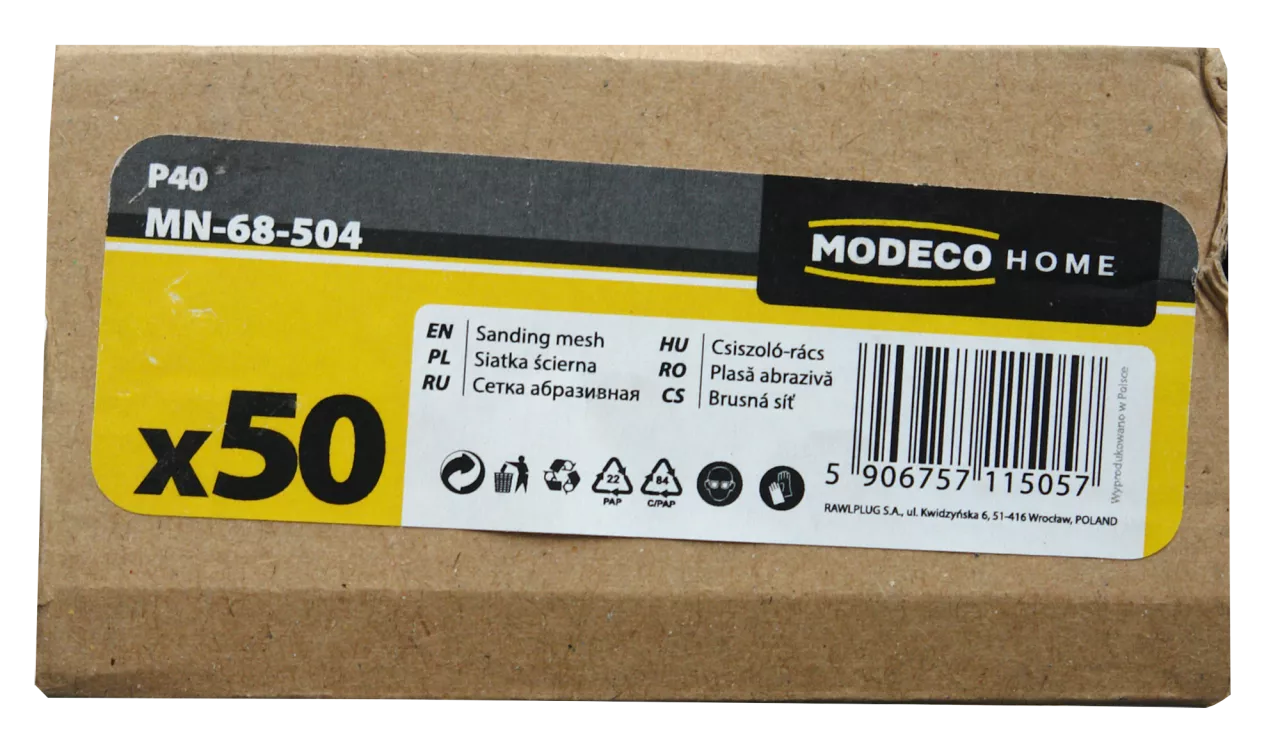 P40
MN-68-504
MODECO HOME
x50
EN Sanding mesh
PL Siatka ścierna
RU Сетка абразивная
HU Csiszoló-rács
RO Plasă abrazivă
CS Brusná síť
22
PAP
84
C/PAP
5 906757 115057
RAWLPLUG S.A., ul. Kwidzyńska 6, 51-416 Wrocław, POLAND
Wyprodukowano w Polsce